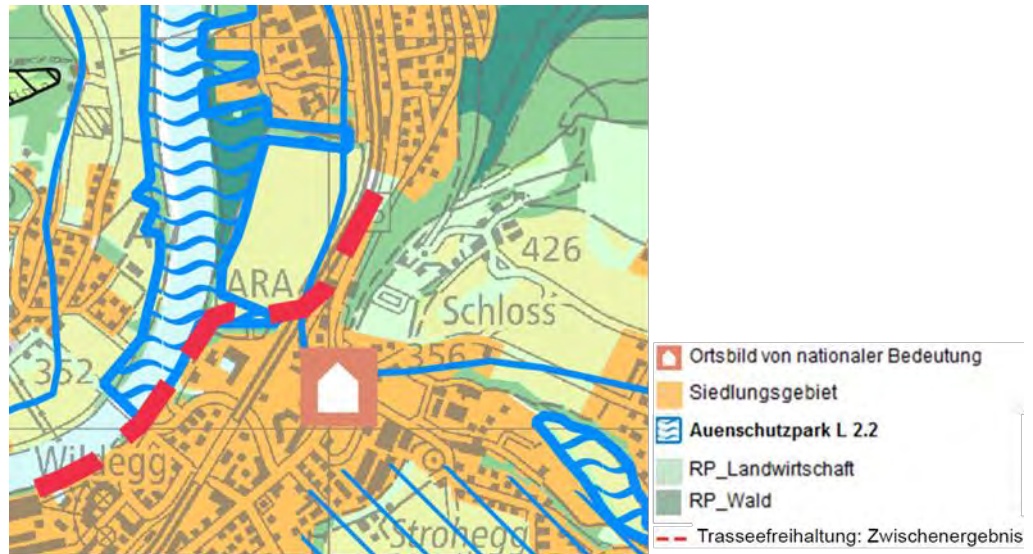 ARA
426
Schloss
356
352
Wildegg
Strohegg
Ortsbild von nationaler Bedeutung
Siedlungsgebiet
Auenschutzpark L 2.2
RP_Landwirtschaft
RP_Wald
Trasseefreihaltung: Zwischenergebnis